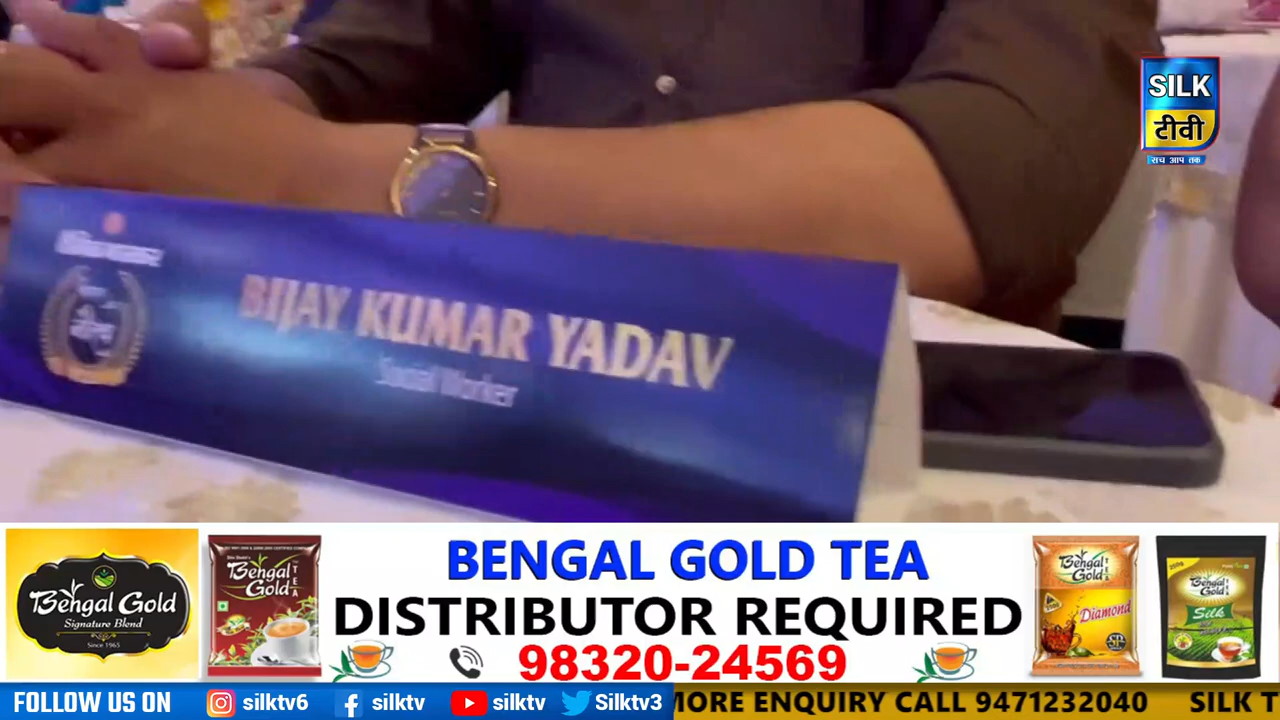 SILK
टीवी
सच आप तक
BIJAY KUMAR YADAV
Social Worker
Bengal Gold
Signature Blend
Since 1965
Bengal
Gold
TEA
BENGAL GOLD TEA
DISTRIBUTOR REQUIRED
98320-24569
Bengal
Gold
TEA
Diamond
Bengal
Gold
Silk
FOLLOW US ON
silktv6
silktv
silktv
Silktv3
MORE ENQUIRY CALL 9471232040 SILK T